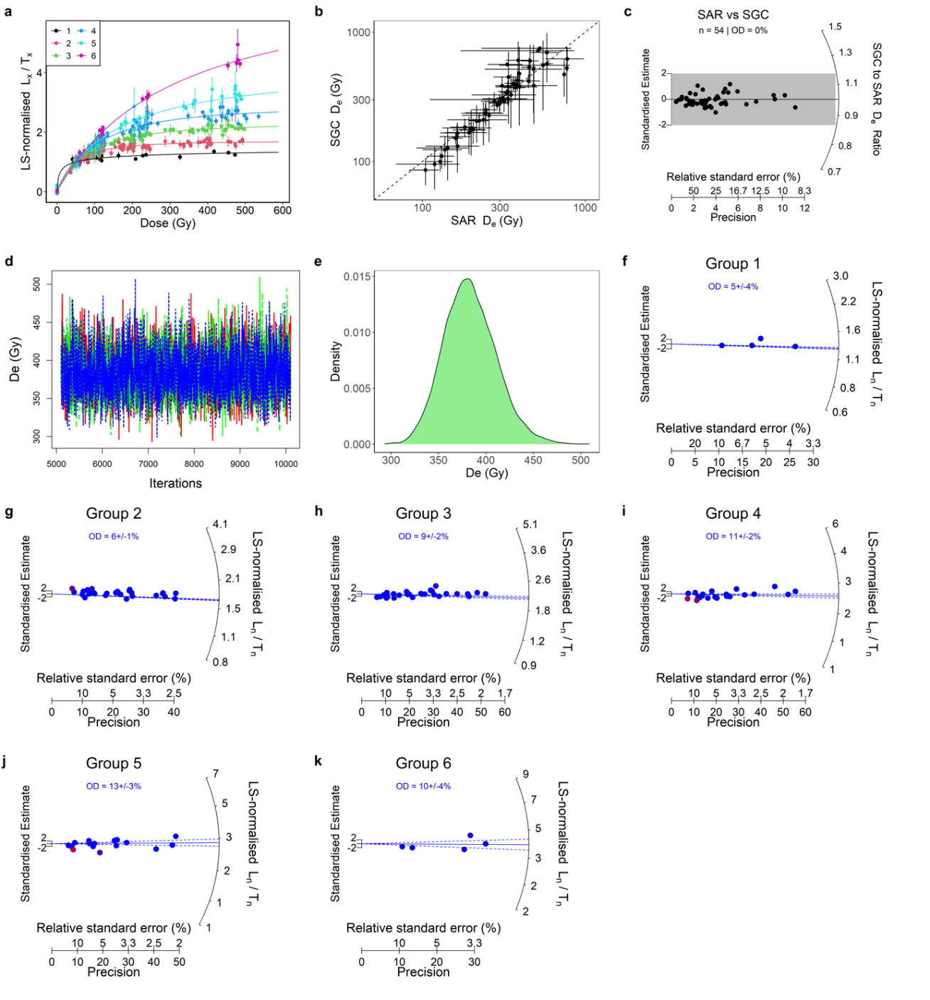 a
1 4
2 5
3 6
LS-normalised Lx / Tx
4
2
0
0 100 200 300 400 500 600
Dose (Gy)
b
SGC De (Gy)
1000
300
100
100 300 1000
SAR De (Gy)
c
SAR vs SGC
n = 54 | OD = 0%
Standardised Estimate
2
0
-2
1.5
1.3
1.1
0.9
0.8
0.7
SGC to SAR De Ratio
Relative standard error (%)
50 25 16.7 12.5 10 8.3
0 2 4 6 8 10 12
Precision
d
De (Gy)
500
450
400
350
300
5000 6000 7000 8000 9000 10000
Iterations
e
Density
0.015
0.010
0.005
0.000
300 350 400 450 500
De (Gy)
f
Group 1
OD = 5+/-4%
Standardised Estimate
2
-2
3.0
2.2
1.6
1.1
0.8
0.6
LS-normalised Ln / Tn
Relative standard error (%)
20 10 6.7 5 4 3.3
0 5 10 15 20 25 30
Precision
g
Group 2
OD = 6+/-1%
Standardised Estimate
2
-2
4.1
2.9
2.1
1.5
1.1
0.8
LS-normalised Ln / Tn
Relative standard error (%)
10 5 3.3 2.5
0 10 20 30 40
Precision
h
Group 3
OD = 9+/-2%
Standardised Estimate
2
-2
5.1
3.6
2.6
1.8
1.2
0.9
LS-normalised Ln / Tn
Relative standard error (%)
10 5 3.3 2.5 2 1.7
0 10 20 30 40 50 60
Precision
i
Group 4
OD = 11+/-2%
Standardised Estimate
2
-2
6
4
3
2
1
1
LS-normalised Ln / Tn
Relative standard error (%)
10 5 3.3 2.5 2 1.7
0 10 20 30 40 50 60
Precision
j
Group 5
OD = 13+/-3%
Standardised Estimate
2
-2
7
5
3
2
1
1
LS-normalised Ln / Tn
Relative standard error (%)
10 5 3.3 2.5 2
0 10 20 30 40 50
Precision
k
Group 6
OD = 10+/-4%
Standardised Estimate
2
-2
9
7
5
3
2
2
LS-normalised Ln / Tn
Relative standard error (%)
10 5 3.3
0 10 20 30
Precision